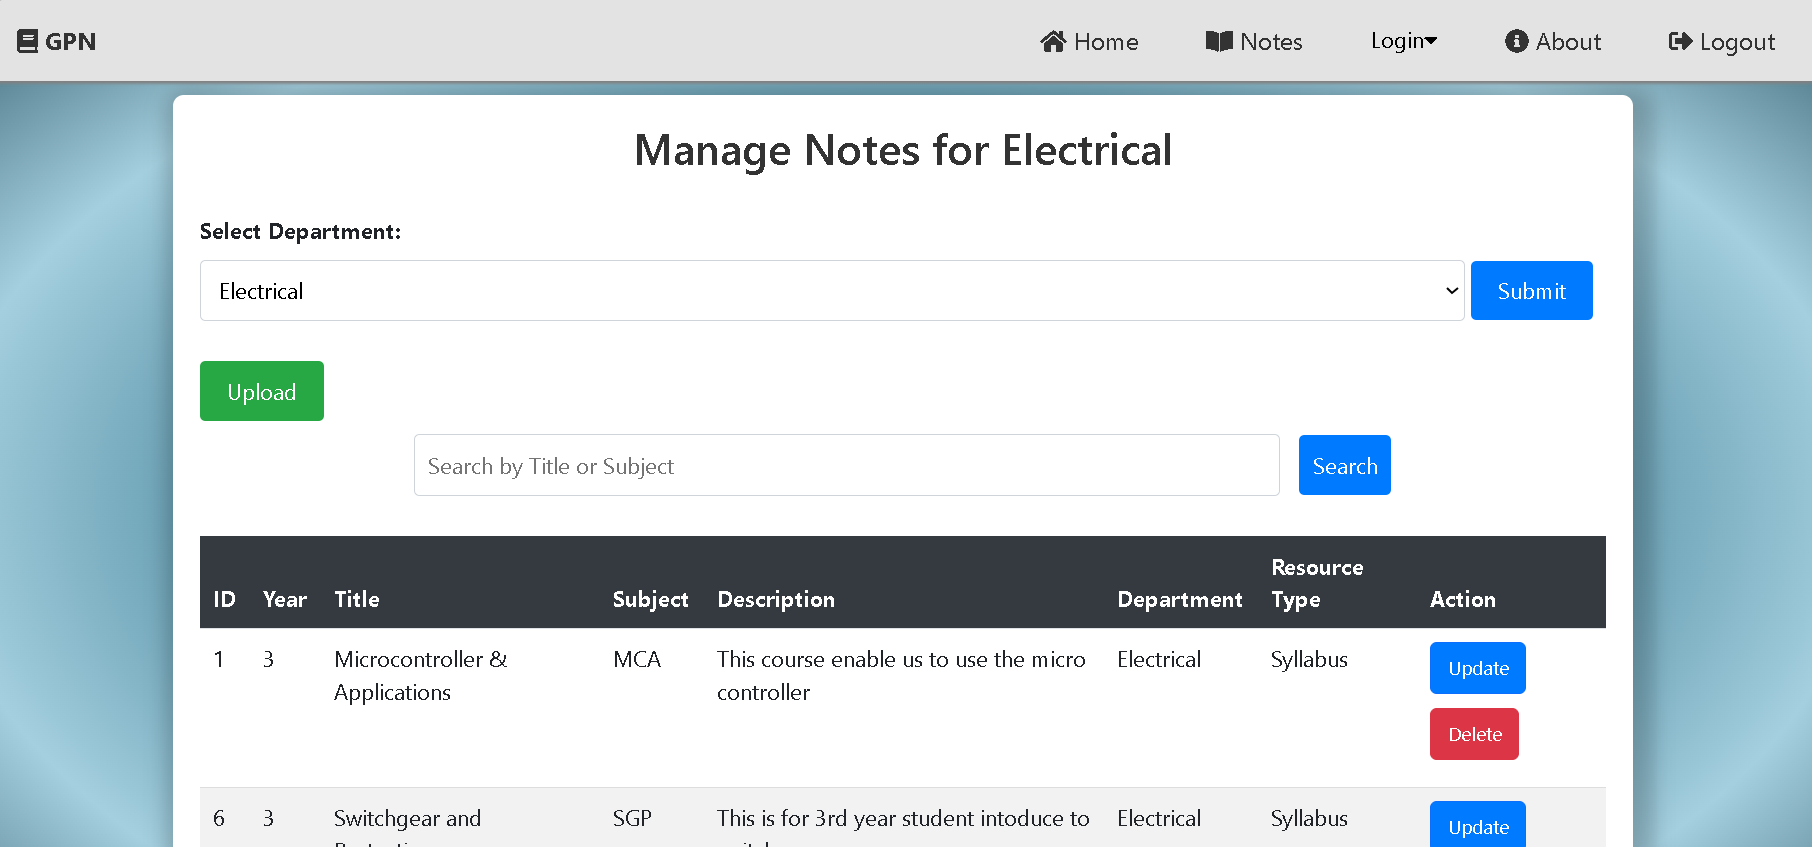 GPN
Home Notes Login About Logout
Manage Notes for Electrical
Select Department:
Electrical Submit
Upload
Search by Title or Subject Search
Resource
ID Year Title Subject Description Department Type Action
1 3 Microcontroller & MCA This course enable us to use the micro Electrical Syllabus Update
Applications controller
Delete
6 3 Switchgear and SGP This is for 3rd year student intoduce to Electrical Syllabus Update